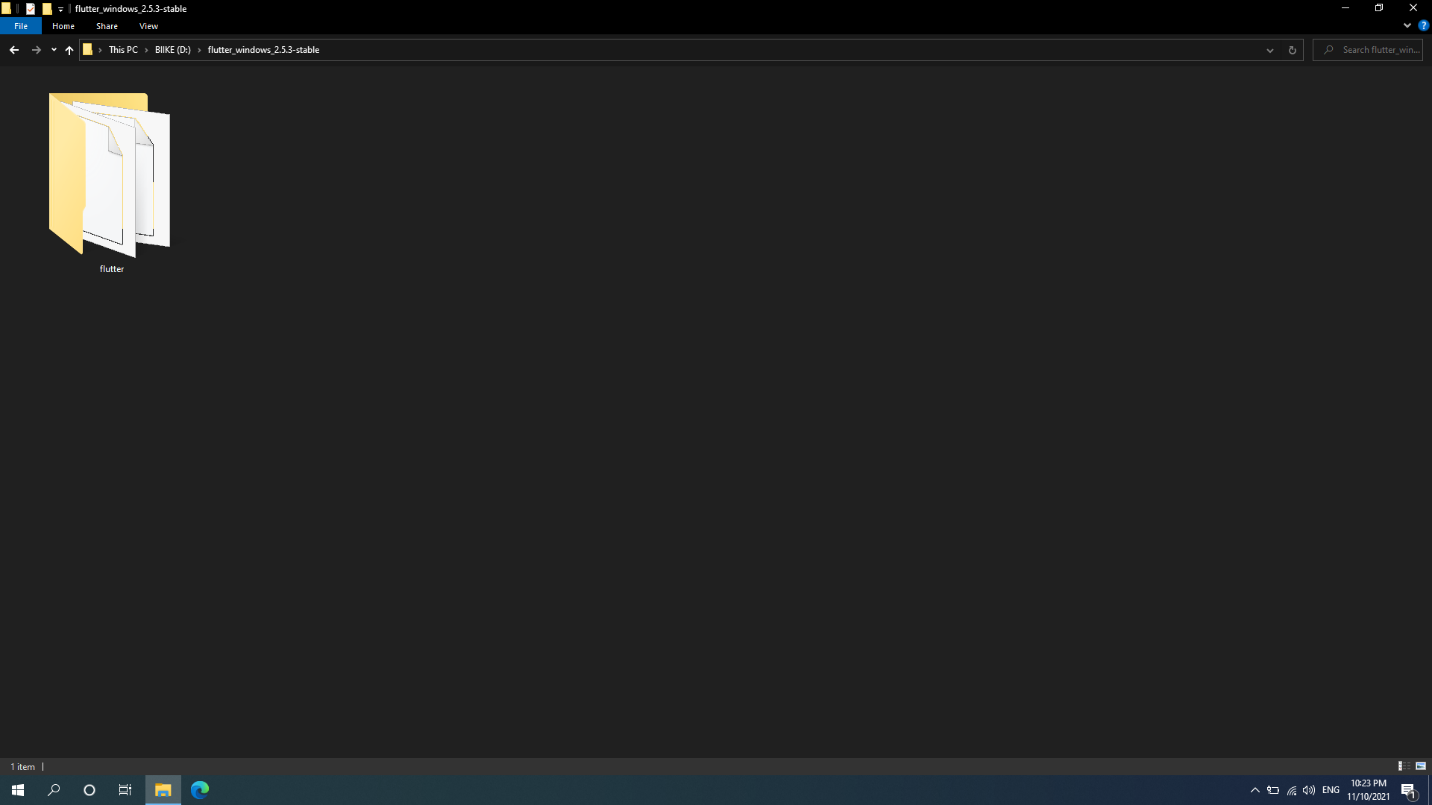 flutter_windows_2.5.3-stable
File Home Share View
This PC › BIIKE (D:) › flutter_windows_2.5.3-stable
Search flutter_win...
flutter
1 item
ENG
10:23 PM
11/10/2021
1